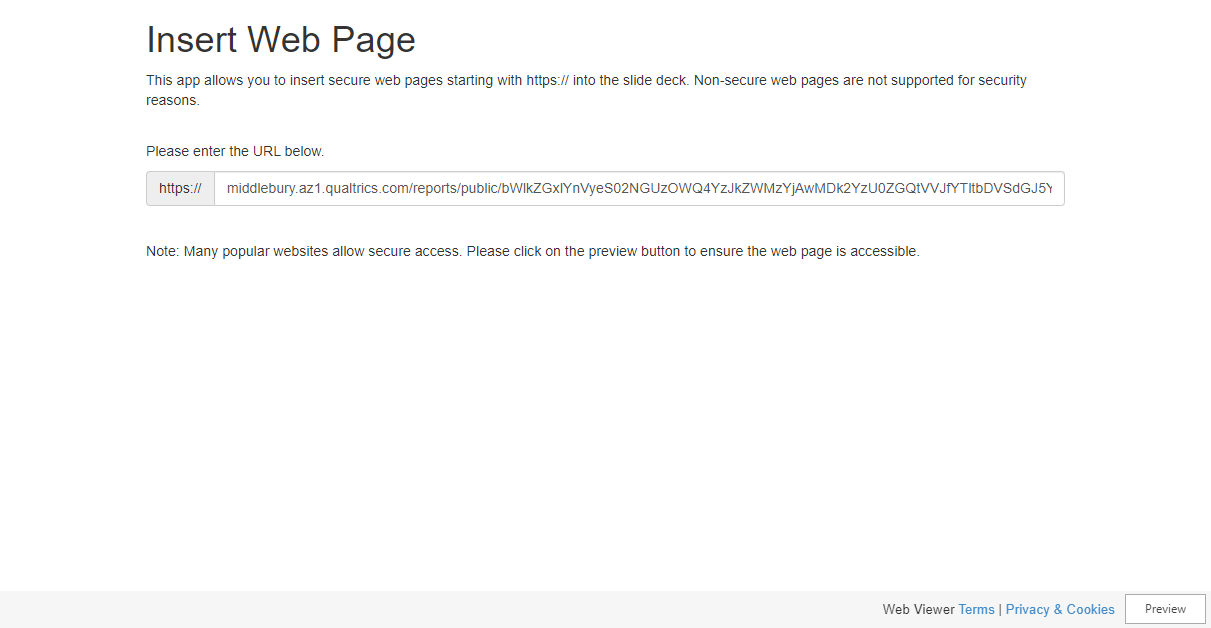 Insert Web Page
This app allows you to insert secure web pages starting with https:// into the slide deck. Non-secure web pages are not supported for security
reasons.
Please enter the URL below.
https:// middlebury.az1.qualtrics.com/reports/public/bWlkZGxlYnVyeS02NGUzOWQ4YzJkZWMzYjAwMDk2YzU0ZGQtVVJfYTltbDVSdGJ5Y
Note: Many popular websites allow secure access. Please click on the preview button to ensure the web page is accessible.
Web Viewer Terms | Privacy & Cookies Preview